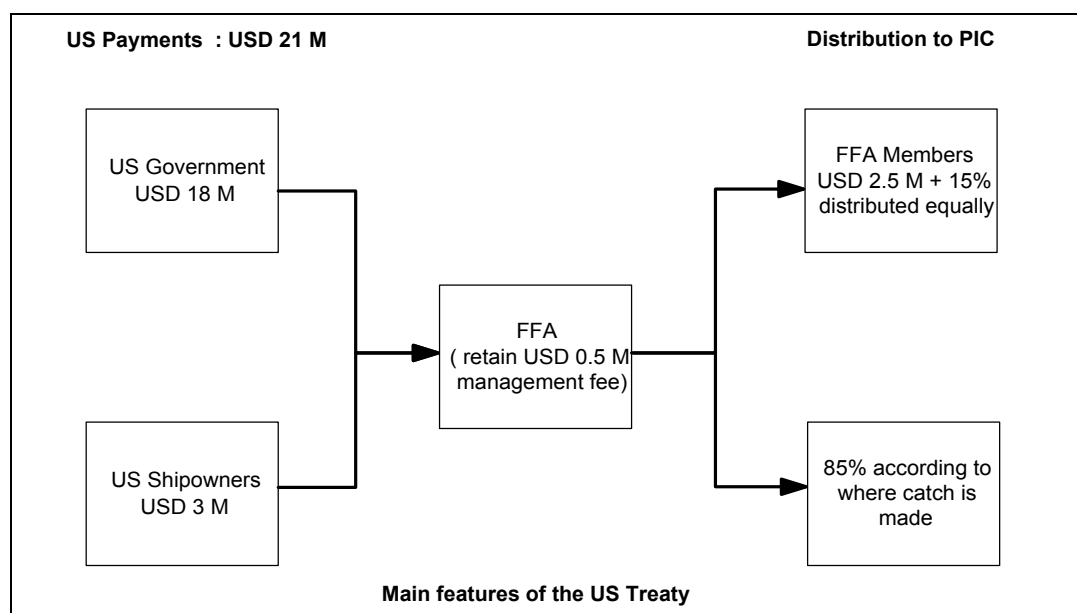 US Payments : USD 21 M
Distribution to PIC
US Government
USD 18 M
FFA Members
USD 2.5 M + 15%
distributed equally
FFA
( retain USD 0.5 M
management fee)
US Shipowners
USD 3 M
85% according to
where catch is
made
Main features of the US Treaty